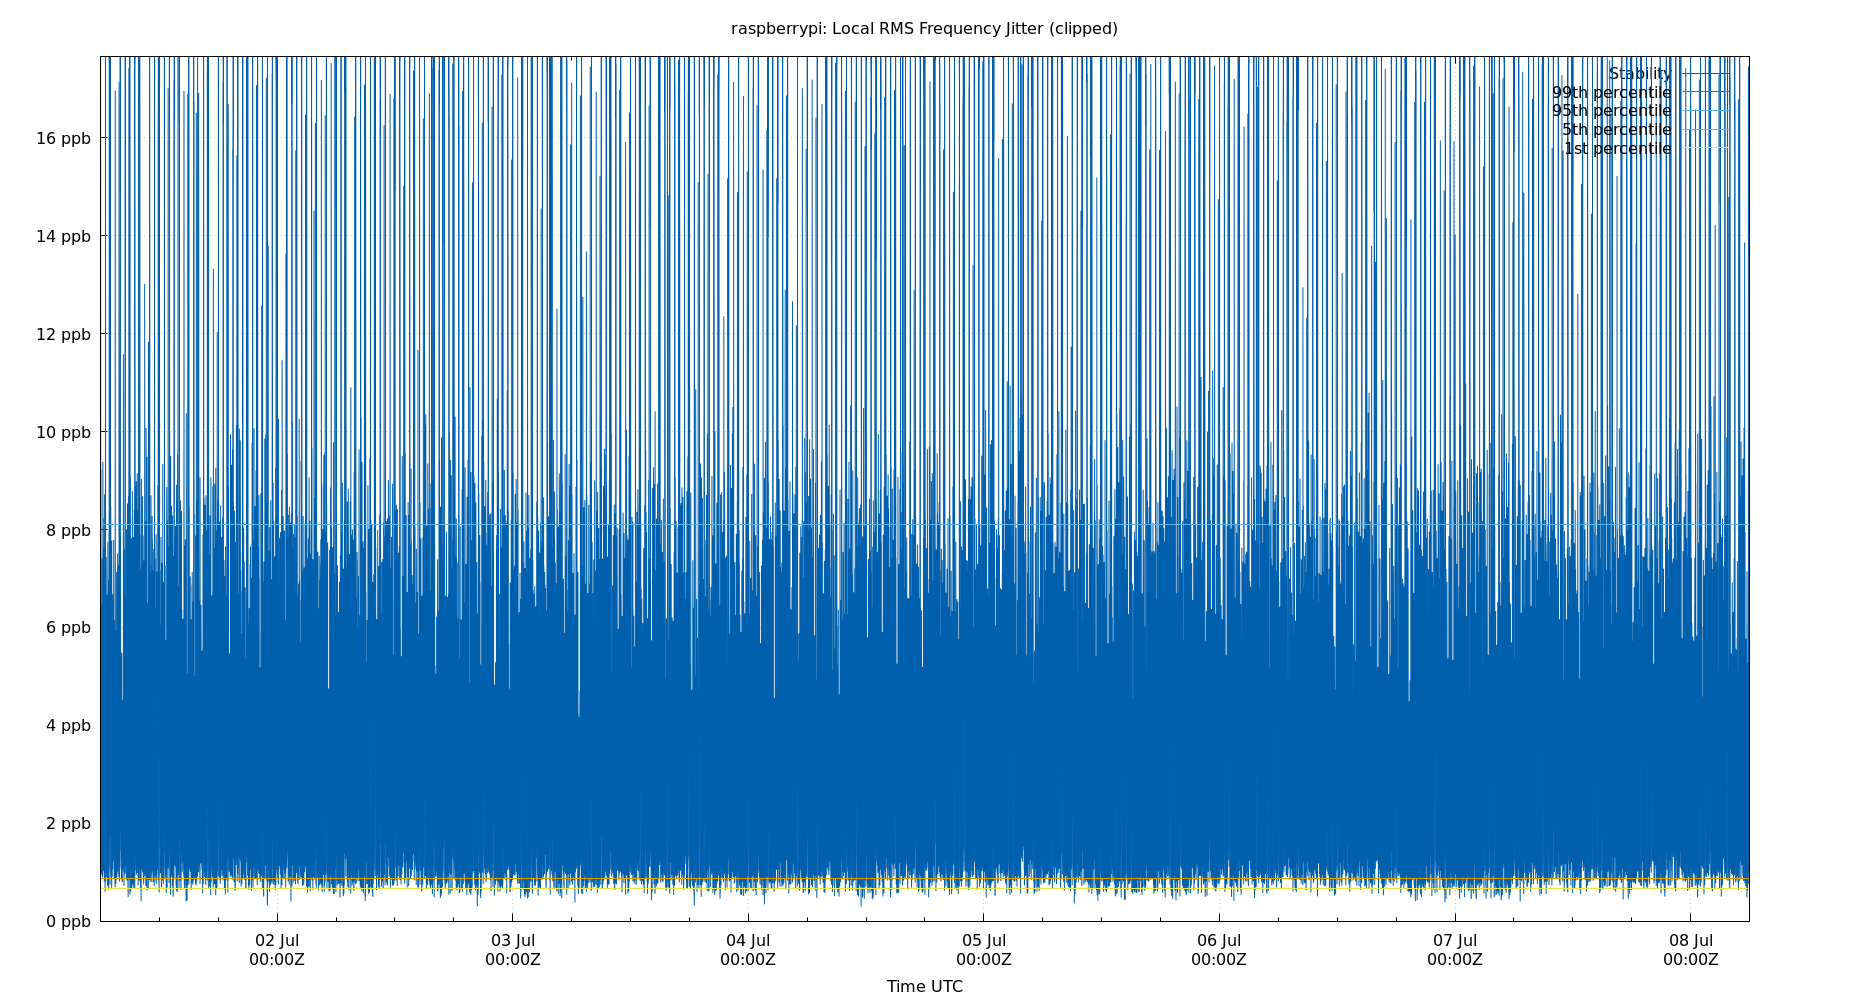 raspberrypi: Local RMS Frequency Jitter (clipped)
Stability
99th percentile
95th percentile
5th percentile
1st percentile
16 ppb
14 ppb
12 ppb
10 ppb
8 ppb
6 ppb
4 ppb
2 ppb
0 ppb
02 Jul 03 Jul 04 Jul 05 Jul 06 Jul 07 Jul 08 Jul
00:00Z 00:00Z 00:00Z 00:00Z 00:00Z 00:00Z 00:00Z
Time UTC